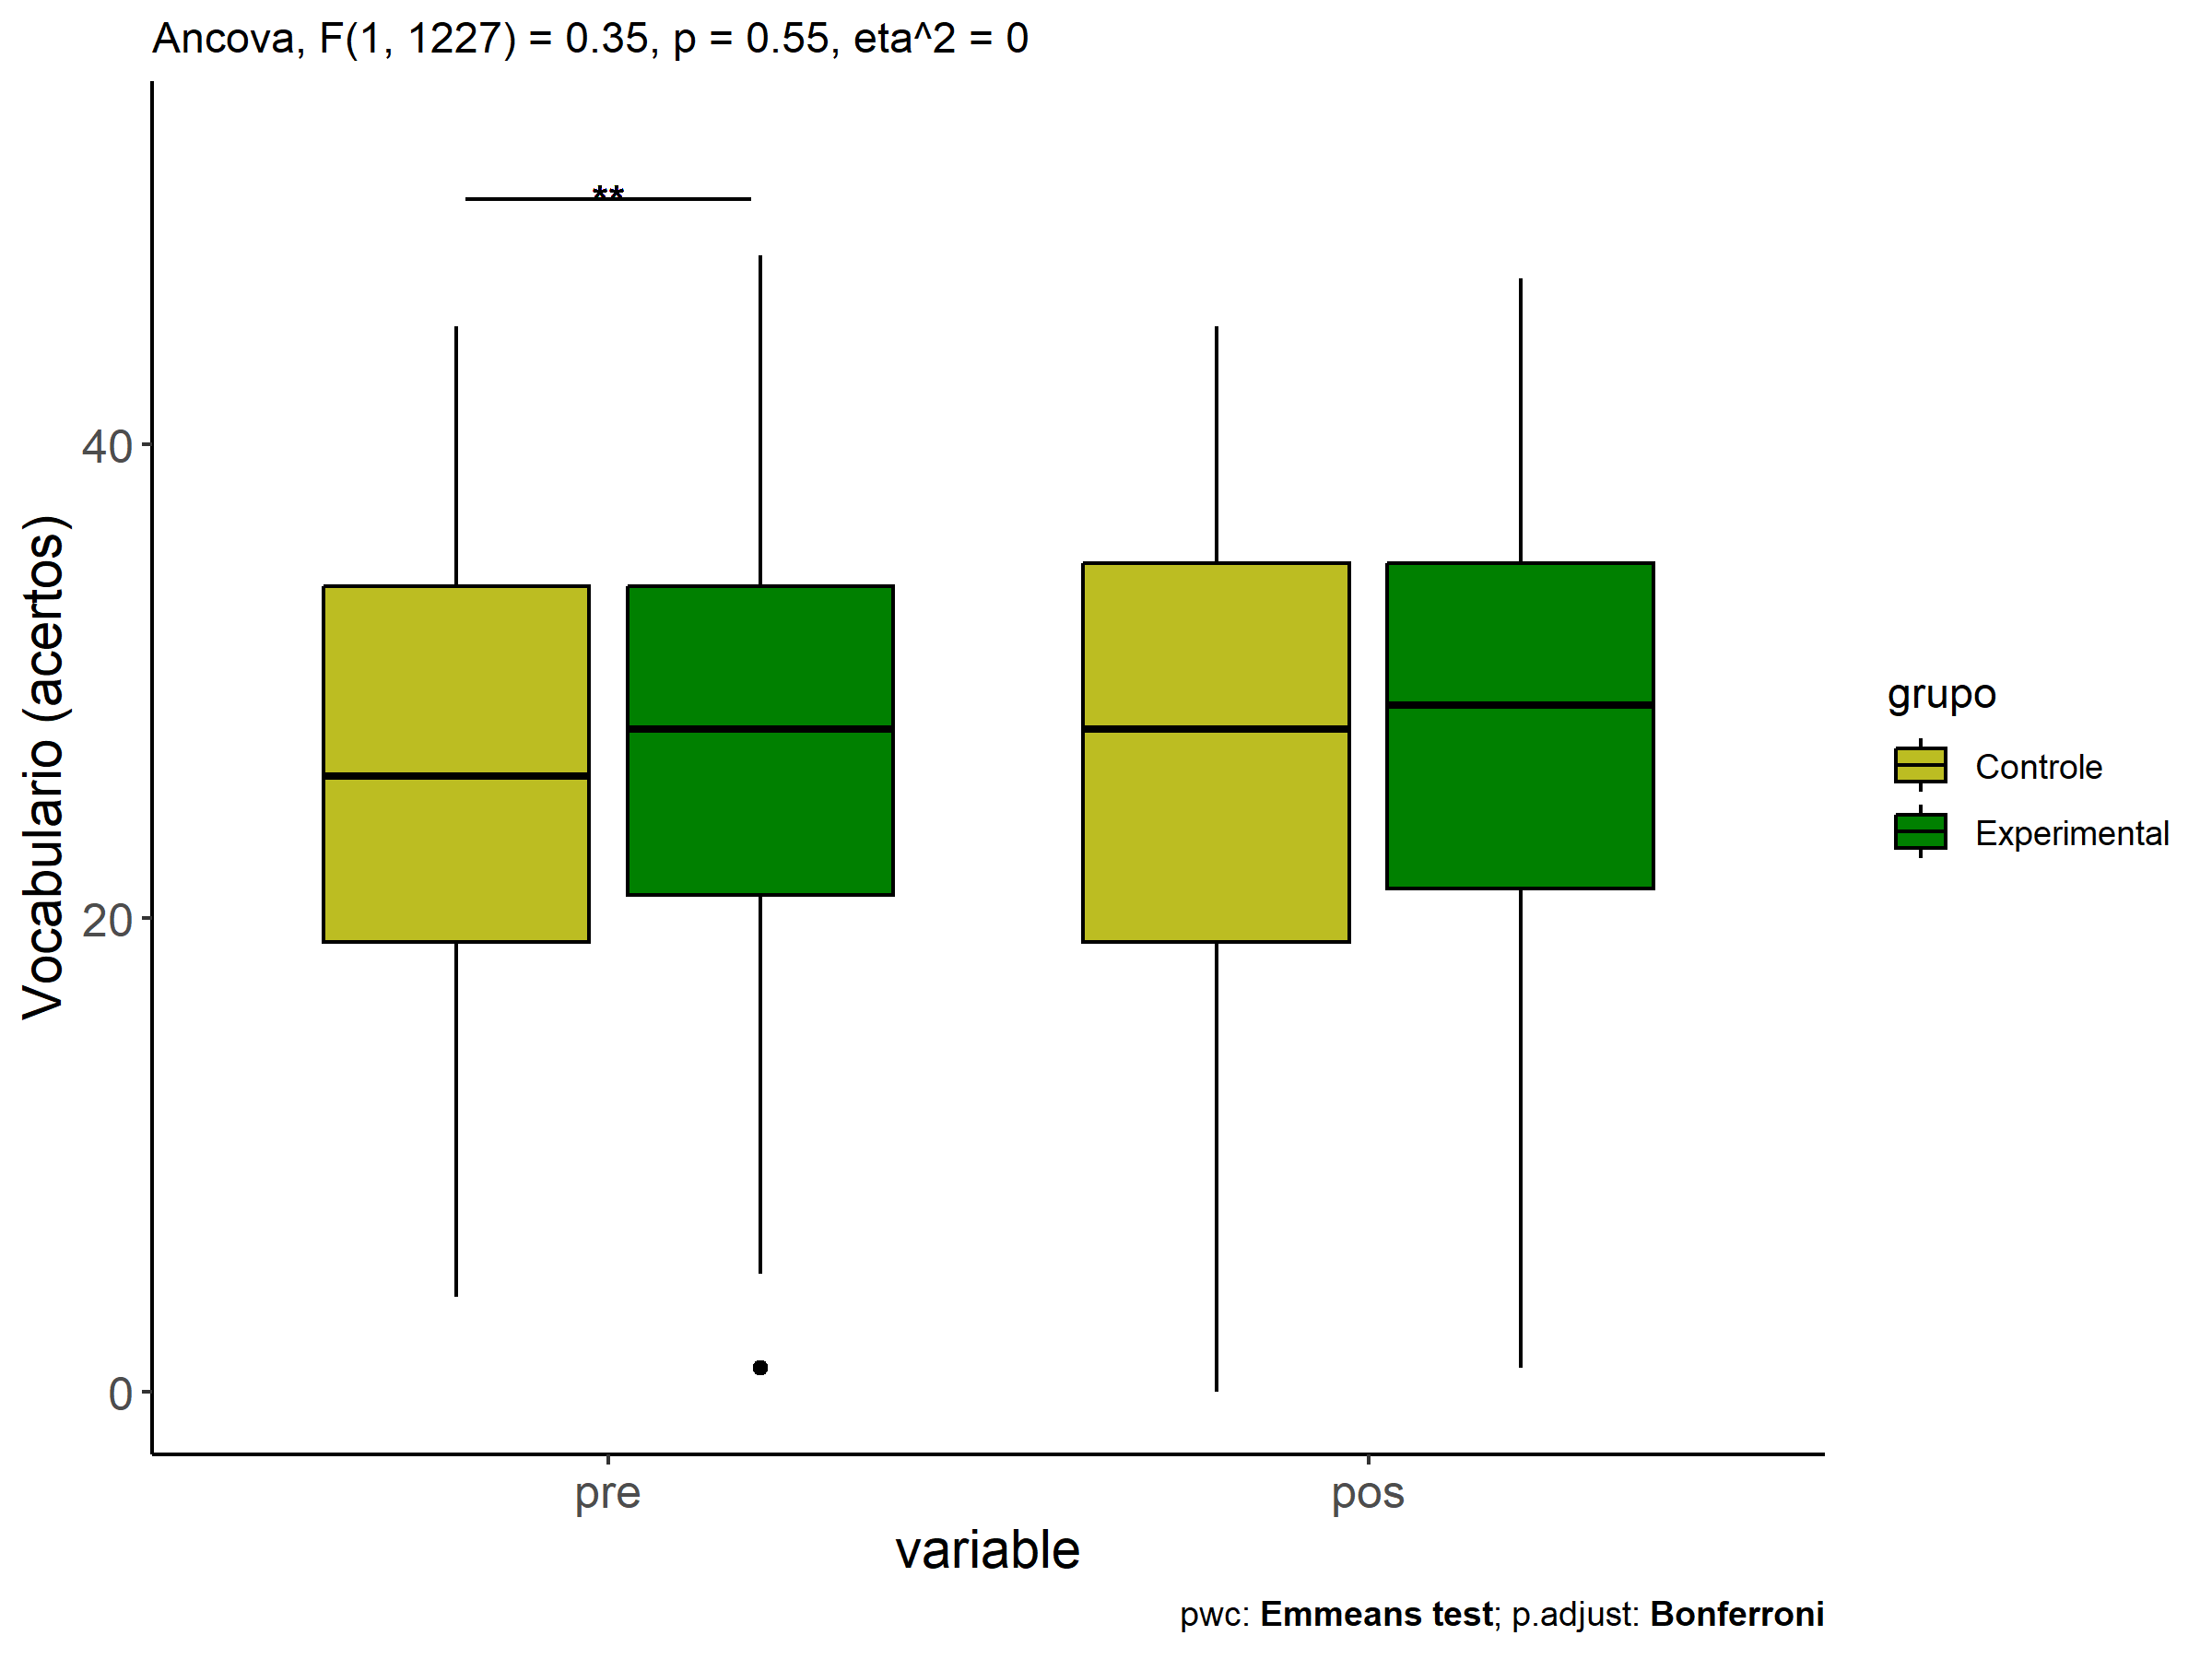 Ancova, F(1, 1227) = 0.35, p = 0.55, eta^2 = 0
**
40
20
0
Vocabulario (acertos)
pre
pos
variable
grupo
Controle
Experimental
pwc: Emmeans test; p.adjust: Bonferroni